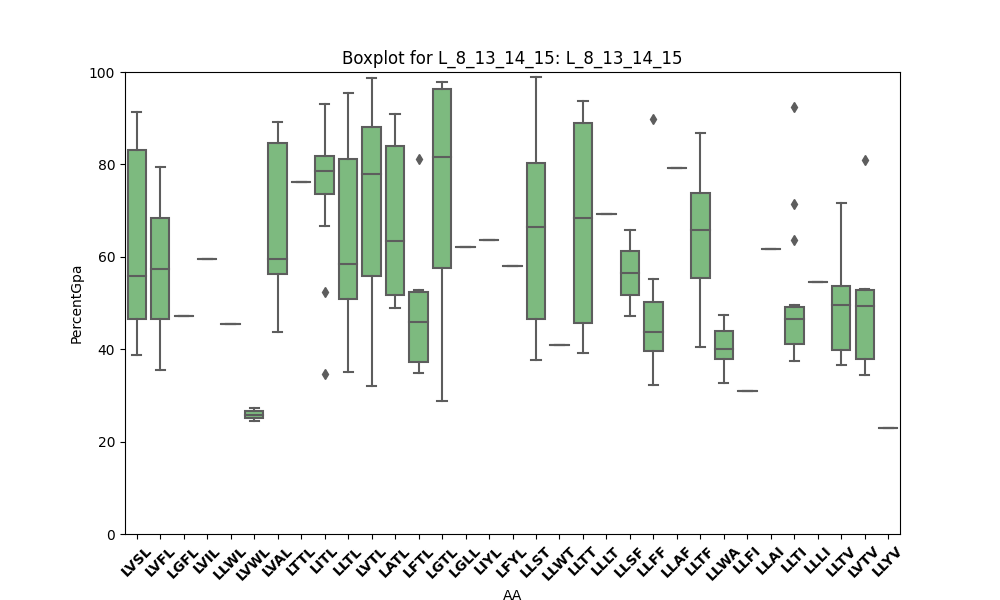 Boxplot for L_8_13_14_15: L_8_13_14_15
100
80
60
40
20
0
PercentGpa
LVSL LVFL LGFL LVIL LLWL LVWL LVAL LTTL LITL LLTL LVTL LATL LFTL LGTL LGLL LIYL LFYL LLST LLWT LLTT LLLT LLSF LLFF LLAF LLTF LLWA LLFI LLAI LLTI LLLI LLTV LVTV LLYV
AA